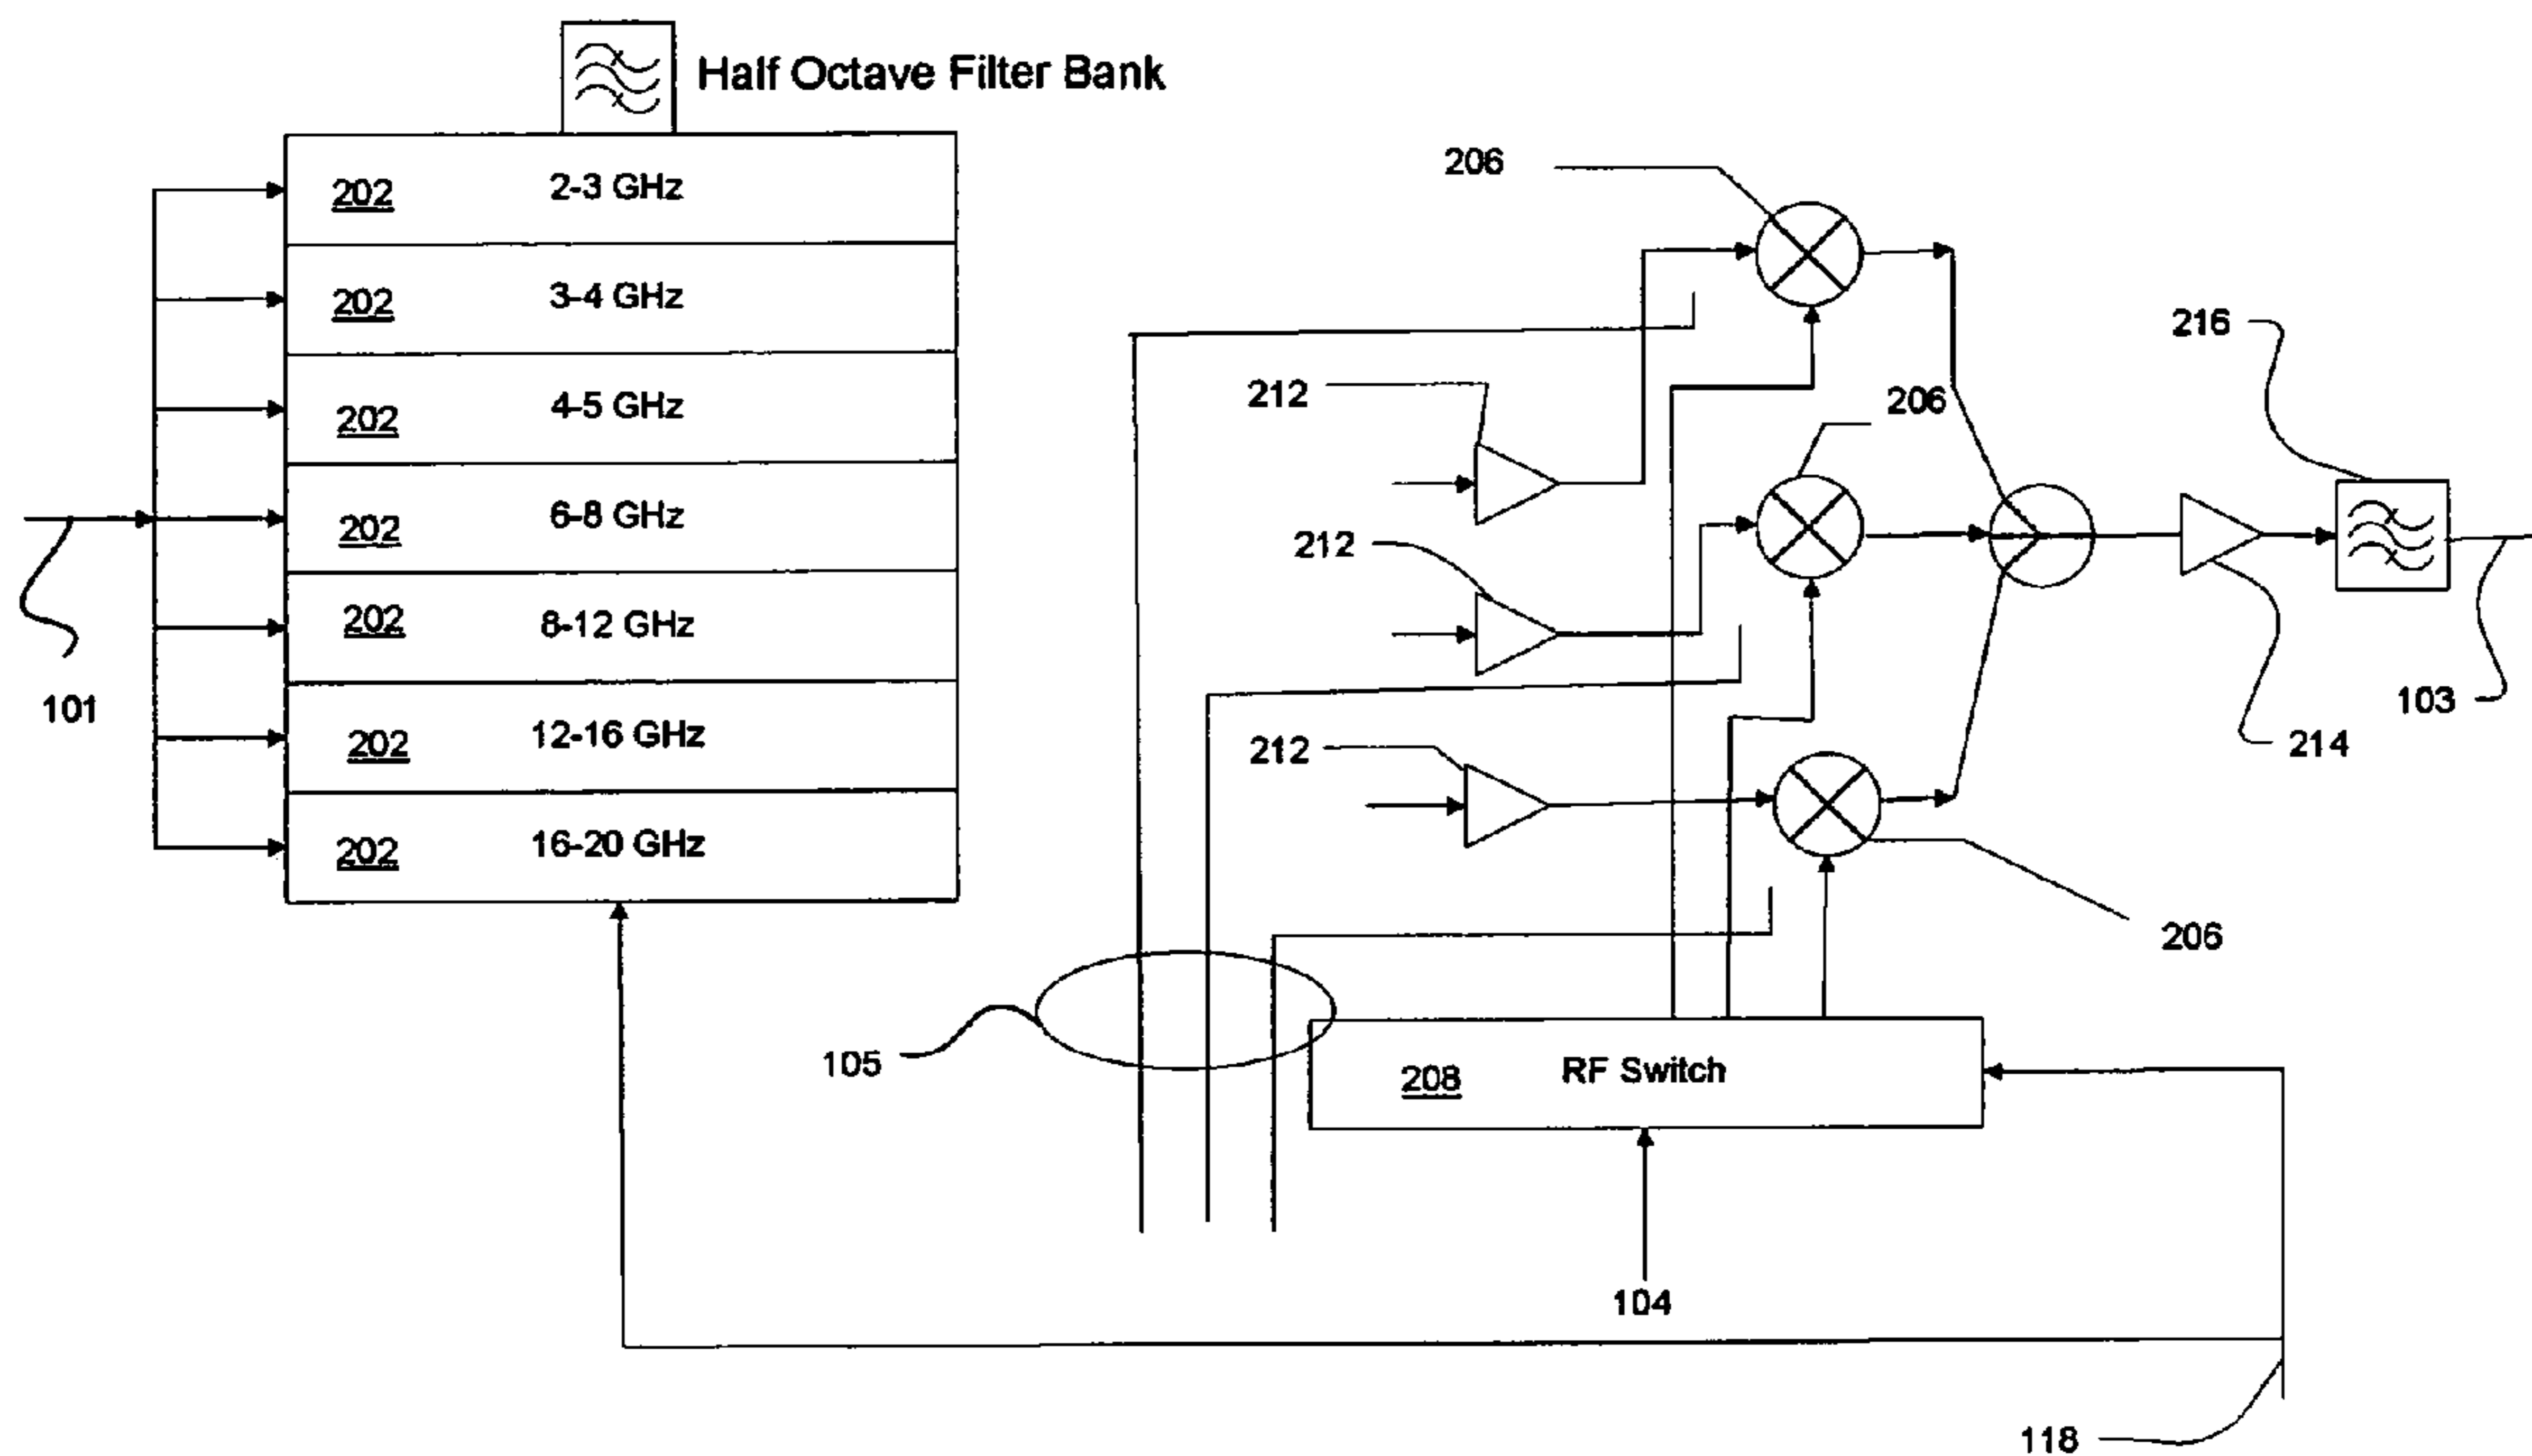 Half Octave Filter Bank
202 2-3 GHz
202 3-4 GHz
202 4-5 GHz
202 6-8 GHz
202 8-12 GHz
202 12-16 GHz
202 16-20 GHz
101
206
212
206
216
212
212
103
214
206
105
208 RF Switch
104
118